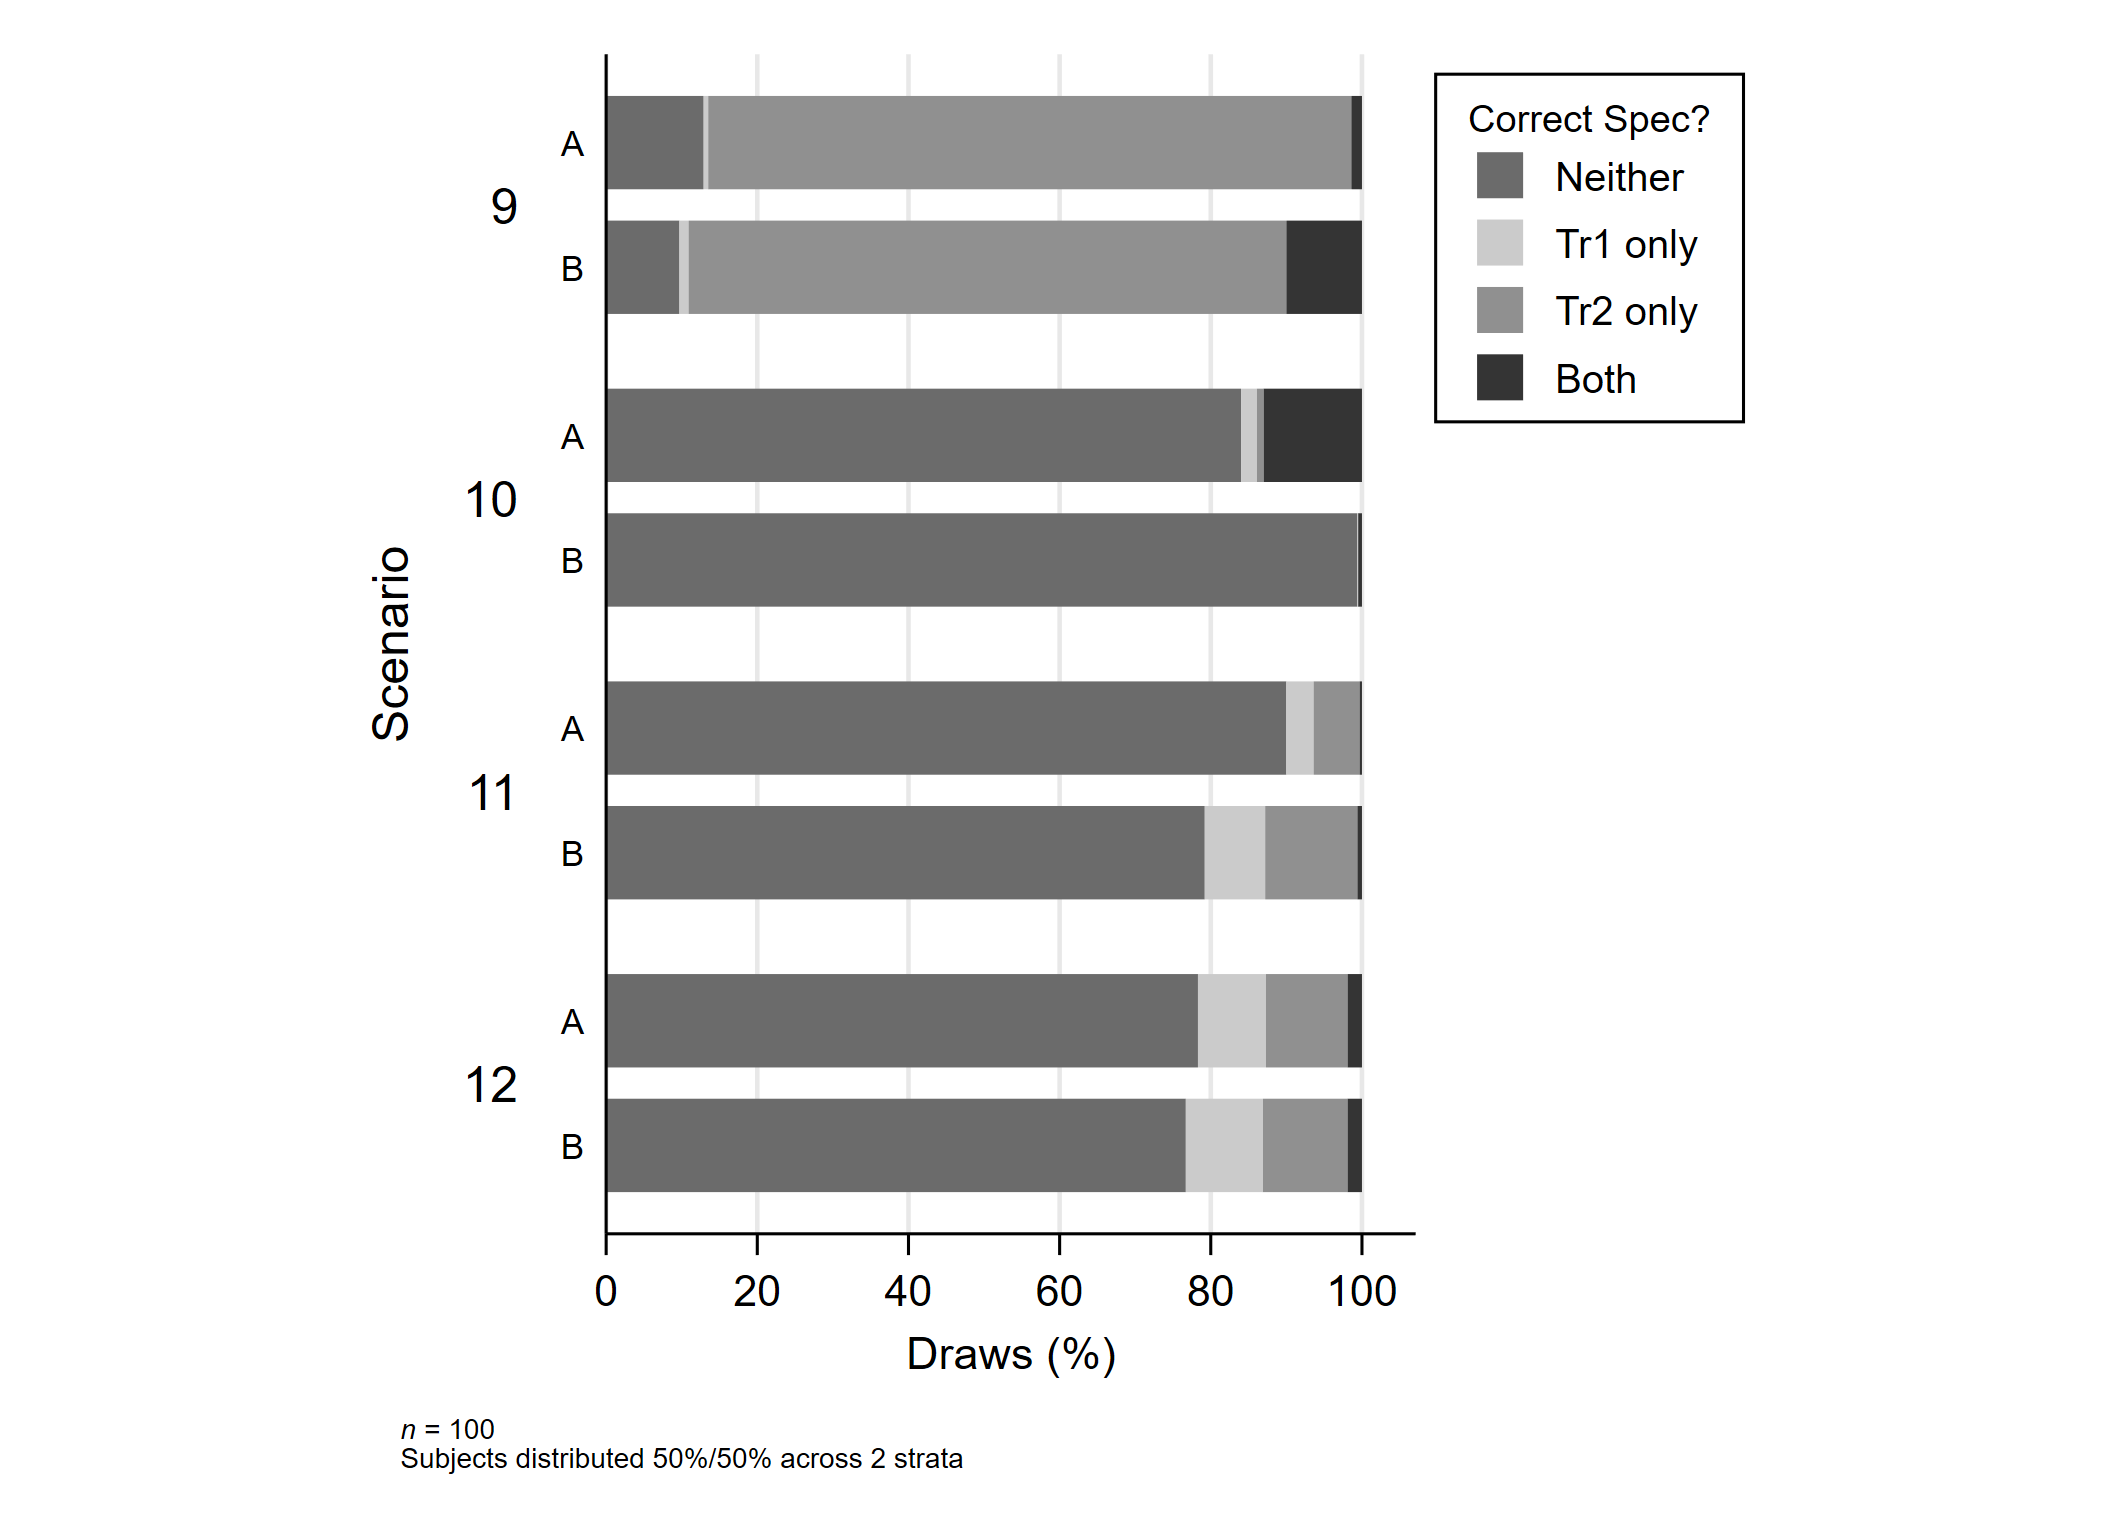 Correct Spec?
Neither
Tr1 only
Tr2 only
Both
Scenario
9
A
B
10
A
B
11
A
B
12
A
B
0 20 40 60 80 100
Draws (%)
n = 100
Subjects distributed 50%/50% across 2 strata